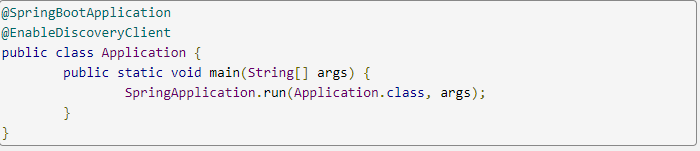 @SpringBootApplication
@EnableDiscoveryClient
public class Application {
        public static void main(String[] args) {
                SpringApplication.run(Application.class, args);
        }
}